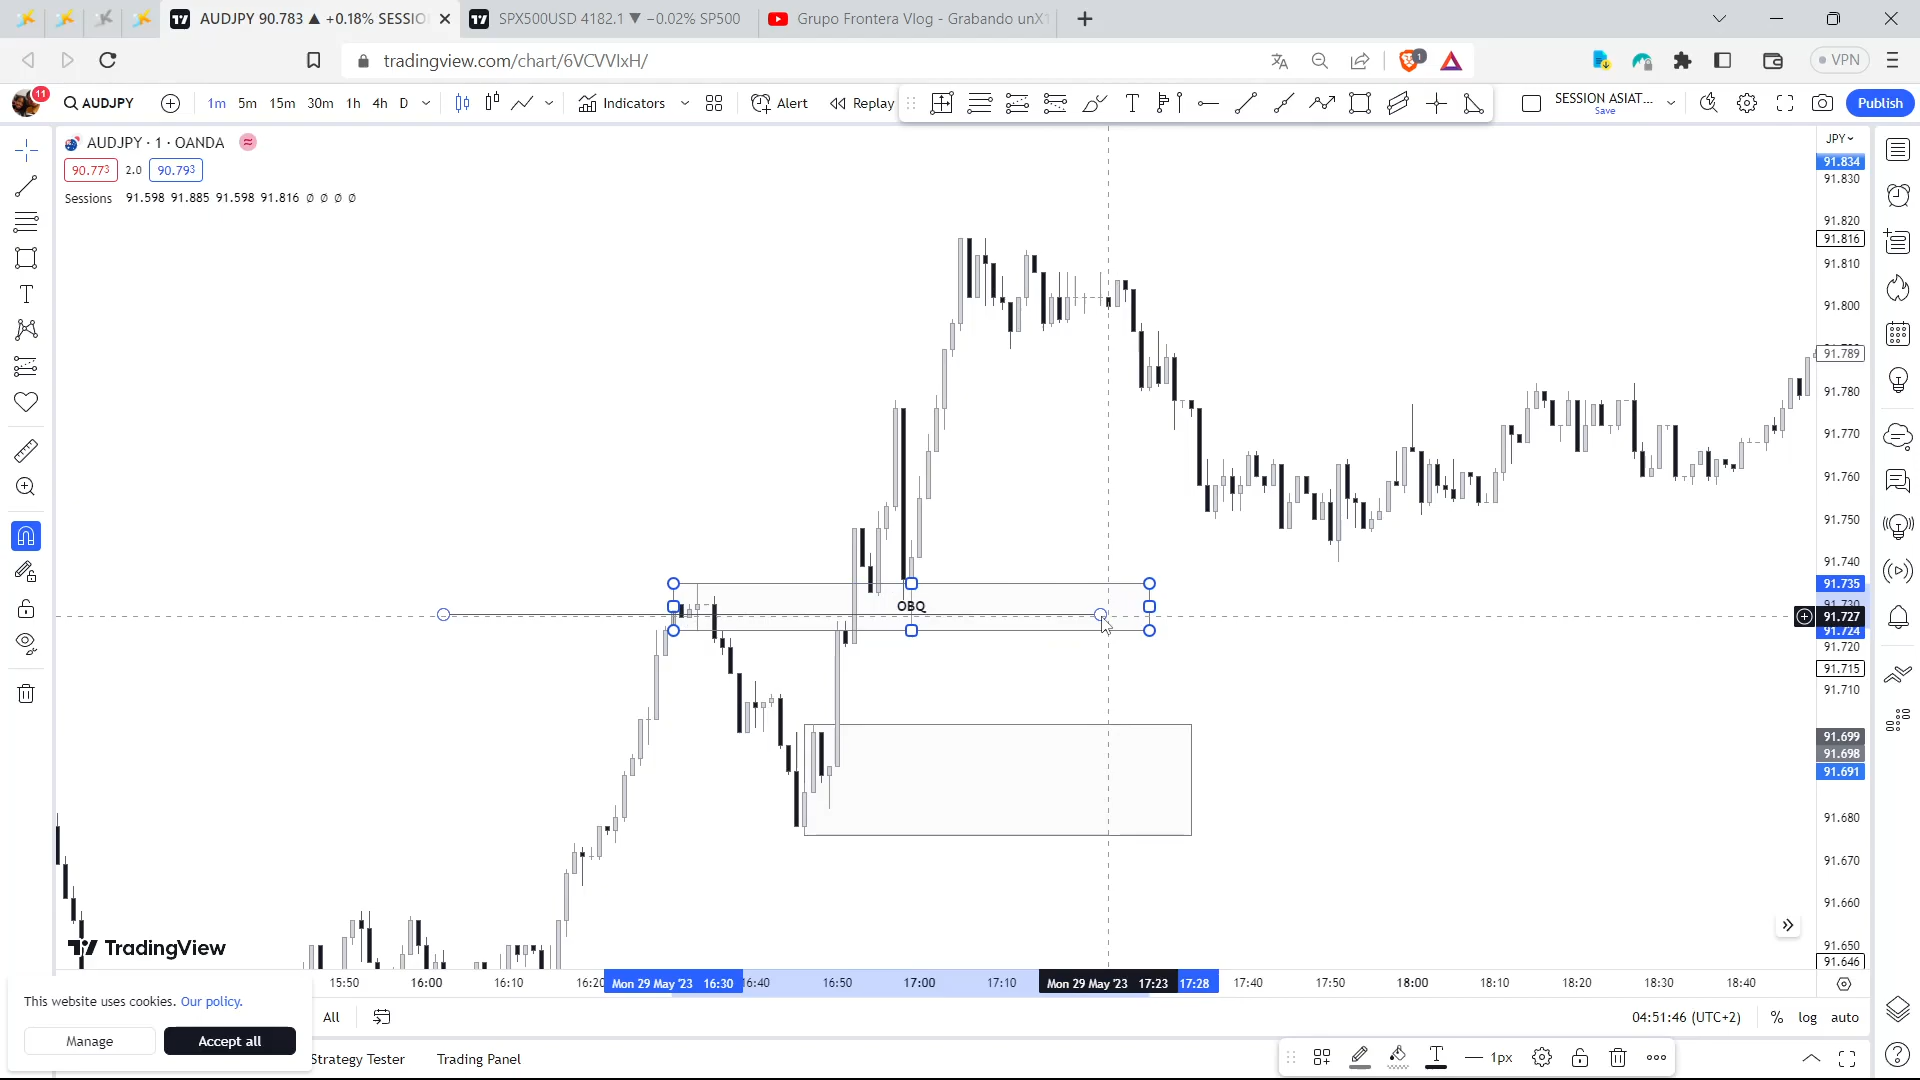 AUDJPY 90.783 ▲ +0.18% SESSIO
SPX500USD 4182.1 ▼ −0.02% SP500
Grupo Frontera Vlog - Grabando un
tradingview.com/chart/6VCVVIxH/
1
VPN
11
AUDJPY
1m 5m 15m 30m 1h 4h D
Indicators
Alert
Replay
SESSION ASIAT...
Save
Publish
AUDJPY · 1 · OANDA
90.773 2.0 90.793
Sessions 91.598 91.885 91.598 91.816 ∅ ∅ ∅ ∅
JPY
91.834
91.830
91.820
91.816
91.810
91.800
91.789
91.780
91.770
91.760
91.750
91.740
91.735
91.730
91.727
91.724
91.720
91.715
91.710
91.699
91.698
91.691
91.680
91.670
91.660
91.650
91.646
OBQ
TradingView
15:50 16:00 16:10 16:20 Mon 29 May '23 16:30 16:40 16:50 17:00 17:10 Mon 29 May '23 17:23 17:28 17:40 17:50 18:00 18:10 18:20 18:30 18:40
This website uses cookies. Our policy.
Manage
Accept all
All
04:51:46 (UTC+2)
% log auto
Strategy Tester
Trading Panel
1px